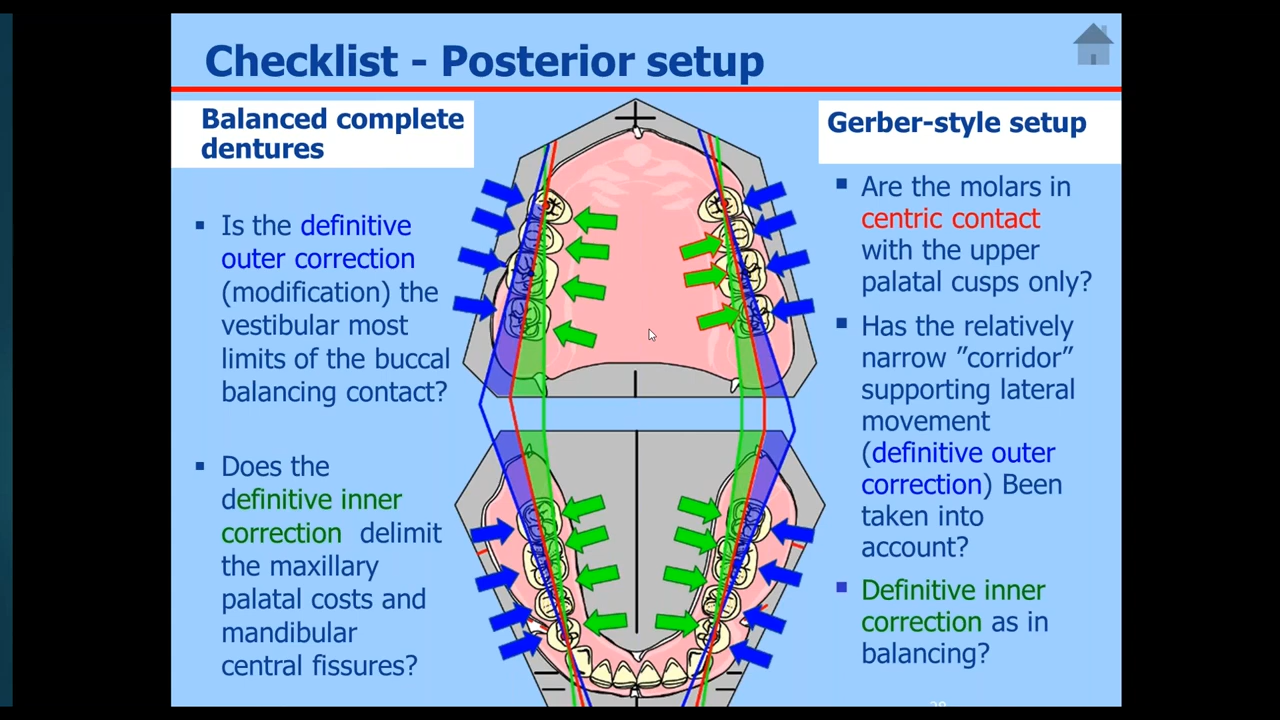 Checklist - Posterior setup
Balanced complete
dentures
Is the definitive
outer correction
(modification) the
vestibular most
limits of the buccal
balancing contact?
Does the
definitive inner
correction delimit
the maxillary
palatal costs and
mandibular
central fissures?
Gerber-style setup
Are the molars in
centric contact
with the upper
palatal cusps only?
Has the relatively
narrow ”corridor”
supporting lateral
movement
(definitive outer
correction) Been
taken into
account?
Definitive inner
correction as in
balancing?